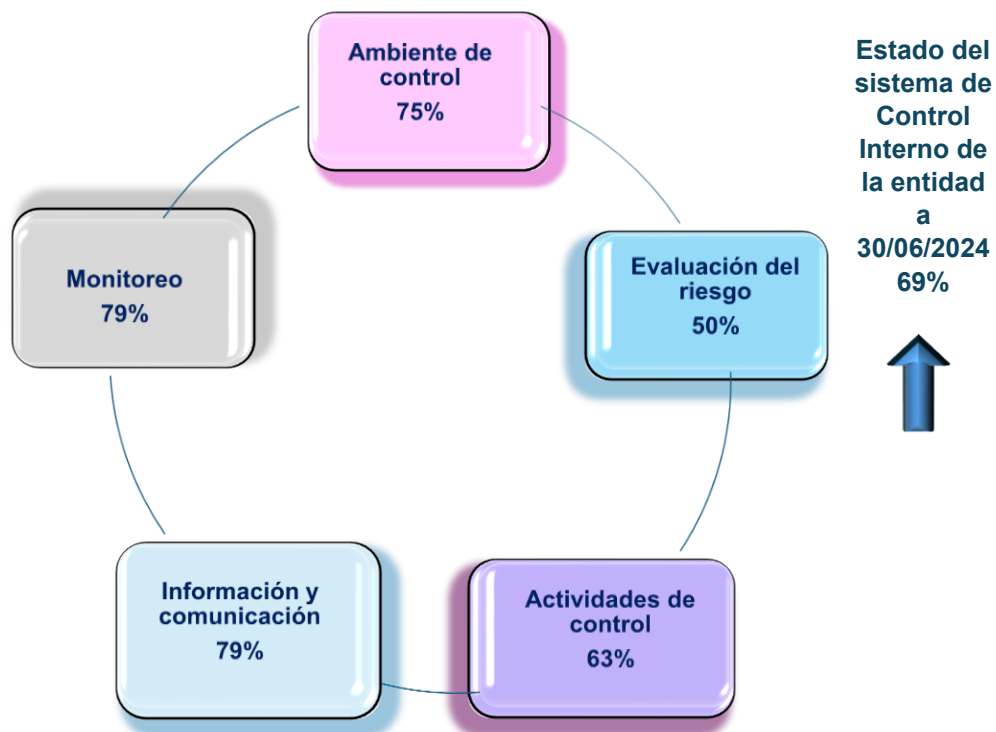 Ambiente de
control
75%
Estado del
sistema de
Control
Interno de
la entidad
a
30/06/2024
69%
Evaluación del
riesgo
50%
Monitoreo
79%
Información y
comunicación
79%
Actividades de
control
63%